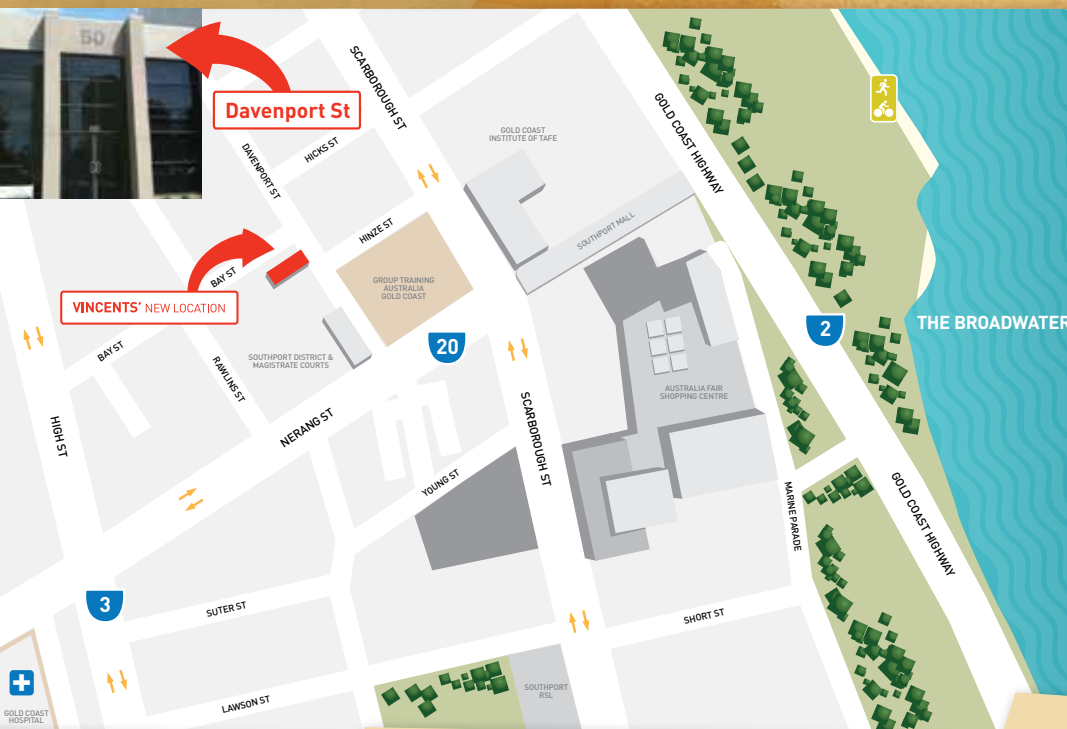 50
Davenport St
SCARBOROUGH ST
GOLD COAST
INSTITUTE OF TAFE
GOLD COAST HIGHWAY
HICKS ST
DAVENPORT ST
HINZE ST
SOUTHPORT MALL
BAY ST
GROUP TRAINING
AUSTRALIA
GOLD COAST
VINCENTS' NEW LOCATION
2
THE BROADWATER
20
BAY ST
SOUTHPORT DISTRICT &
MAGISTRATE COURTS
RAWLINS ST
AUSTRALIA FAIR
SHOPPING CENTRE
HIGH ST
NERANG ST
SCARBOROUGH ST
YOUNG ST
MARINE PARADE
GOLD COAST HIGHWAY
3
SUTER ST
SHORT ST
LAWSON ST
SOUTHPORT
RSL
GOLD COAST
HOSPITAL